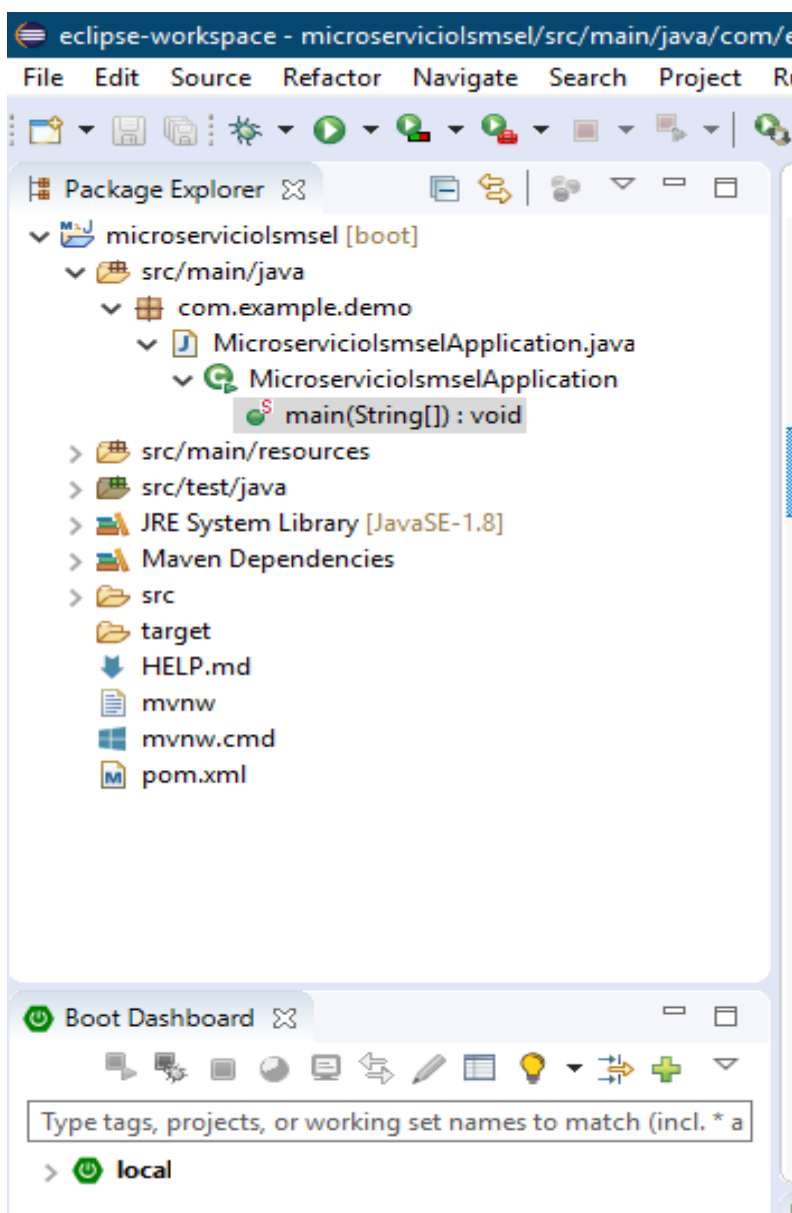 eclipse-workspace - microserviciolsmsel/src/main/java/com/e
File Edit Source Refactor Navigate Search Project Ru
Package Explorer
microserviciolsmsel [boot]
src/main/java
com.example.demo
MicroserviciolsmselApplication.java
MicroserviciolsmselApplication
main(String[]) : void
src/main/resources
src/test/java
JRE System Library [JavaSE-1.8]
Maven Dependencies
src
target
HELP.md
mvnw
mvnw.cmd
pom.xml
Boot Dashboard
Type tags, projects, or working set names to match (incl. * a
local